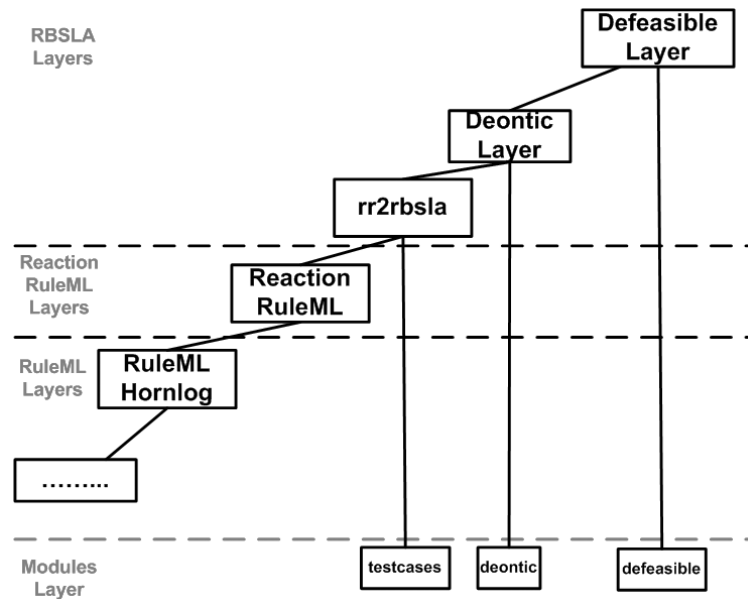 RBSLA
Layers
Defeasible
Layer
Deontic
Layer
rr2rbsla
Reaction
RuleML
Layers
Reaction
RuleML
RuleML
Layers
RuleML
Hornlog
………..
Modules
Layer
testcases
deontic
defeasible